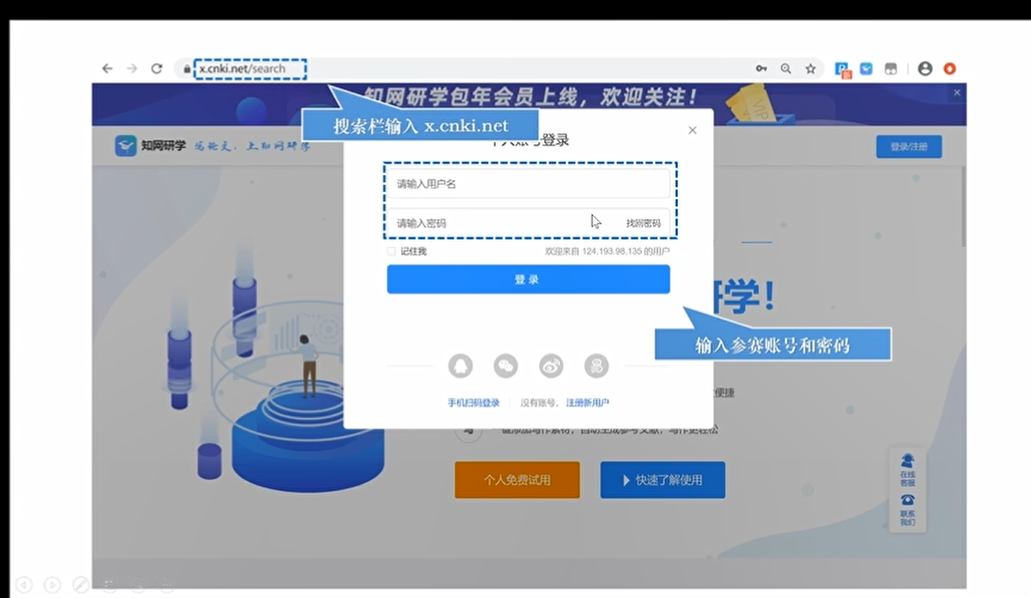 x.cnki.net/search
知网研学包年会员上线，欢迎关注！
VIP
搜索栏输入 x.cnki.net
知网研学
登录/注册
登录
请输入用户名
请输入密码
找回密码
记住我
欢迎来自 124.193.98.135 的用户
登录
研学！
输入参赛账号和密码
便捷
手机扫码登录
没有账号，
注册新用户
个人免费试用
快速了解使用
在线
客服
联系
我们